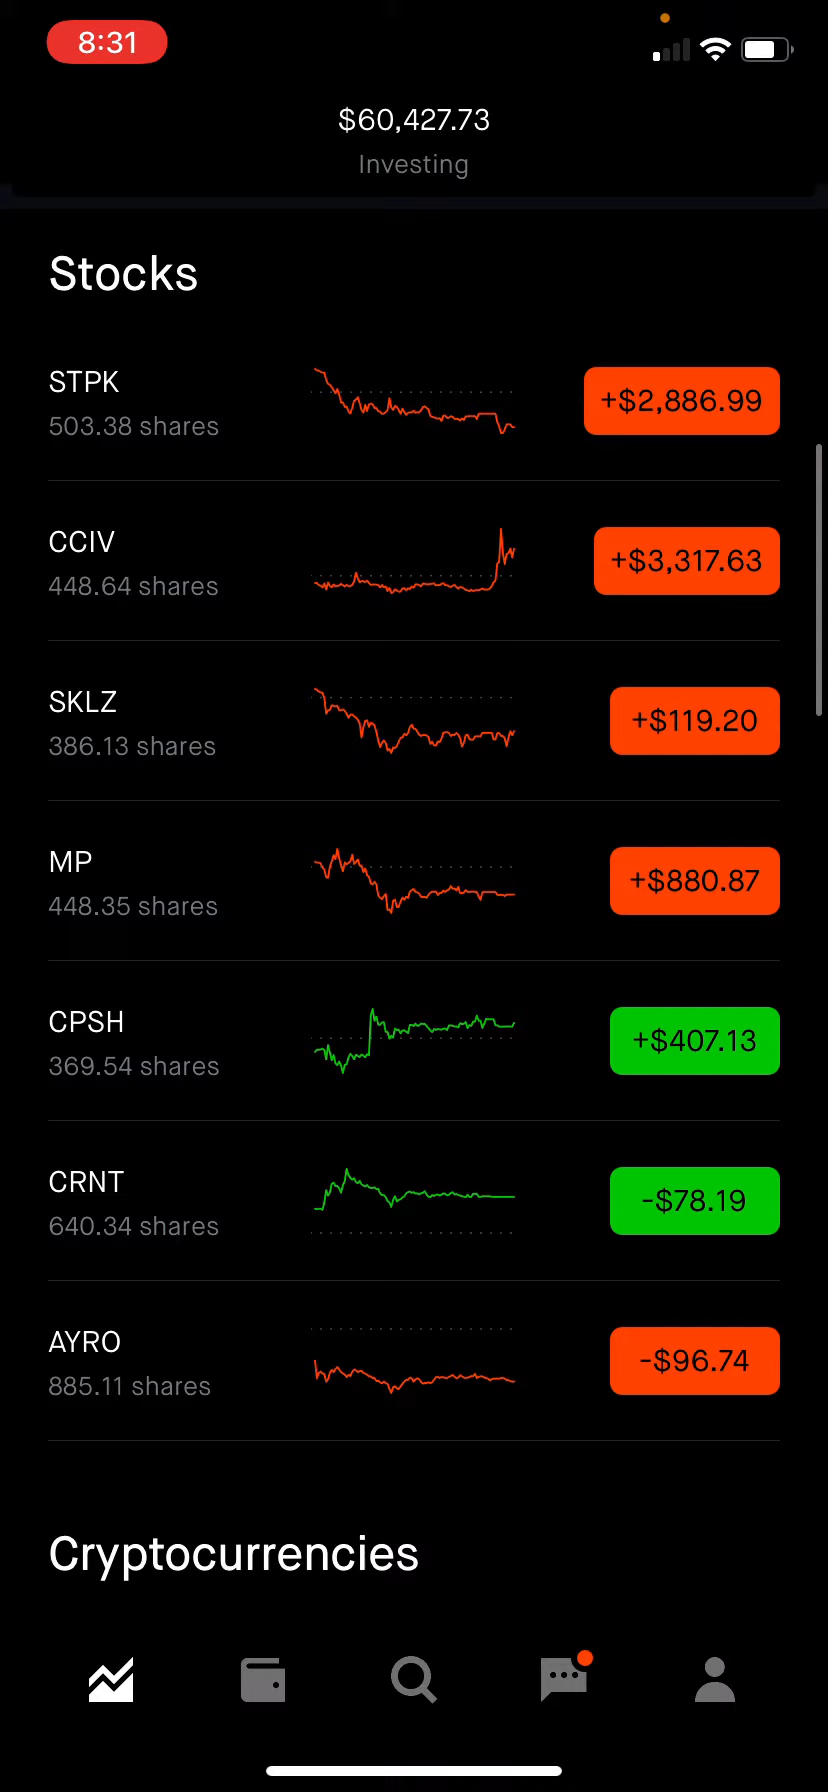 8:31
$60,427.73
Investing
Stocks
STPK
503.38 shares
+$2,886.99
CCIV
448.64 shares
+$3,317.63
SKLZ
386.13 shares
+$119.20
MP
448.35 shares
+$880.87
CPSH
369.54 shares
+$407.13
CRNT
640.34 shares
-$78.19
AYRO
885.11 shares
-$96.74
Cryptocurrencies